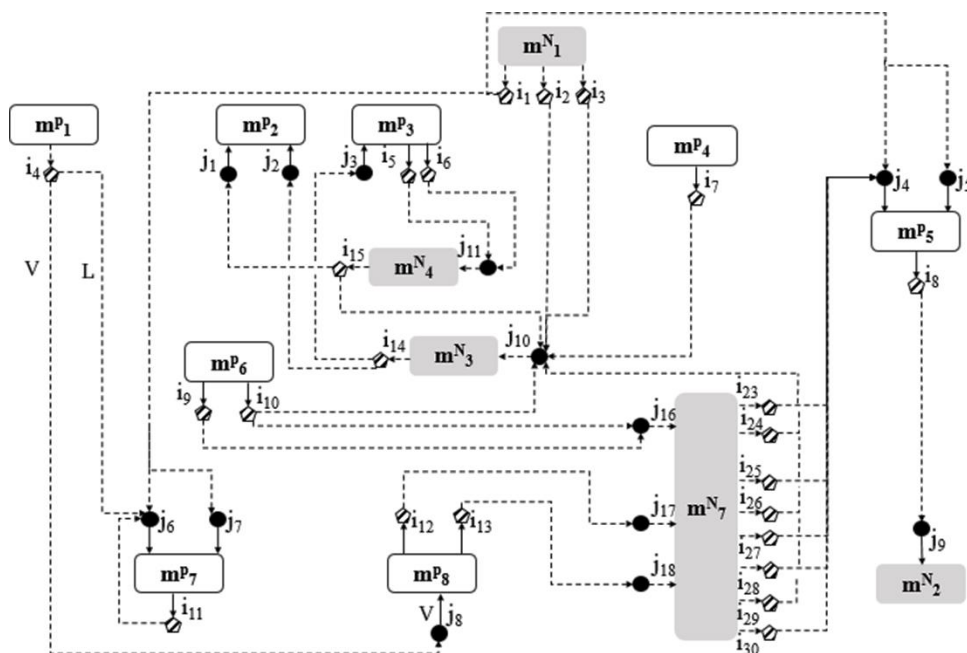 m^N_1
i_1 i_2 i_3
m^p_1 m^p_2 m^p_3
i_4 j_1 j_2 j_3 i_5 i_6
m^p_4
i_7
j_4 j_5
m^p_5
i_8
V L
i_15 m^N_4 j_11
i_14 m^N_3 j_10
m^p_6
i_9 i_10
j_16
j_17
j_18
m^N_7
i_23
i_24
i_25
i_26
i_27
i_28
i_29
i_30
i_12 i_13
j_6 j_7
m^p_7
i_11
m^p_8
V j_8
j_9
m^N_2